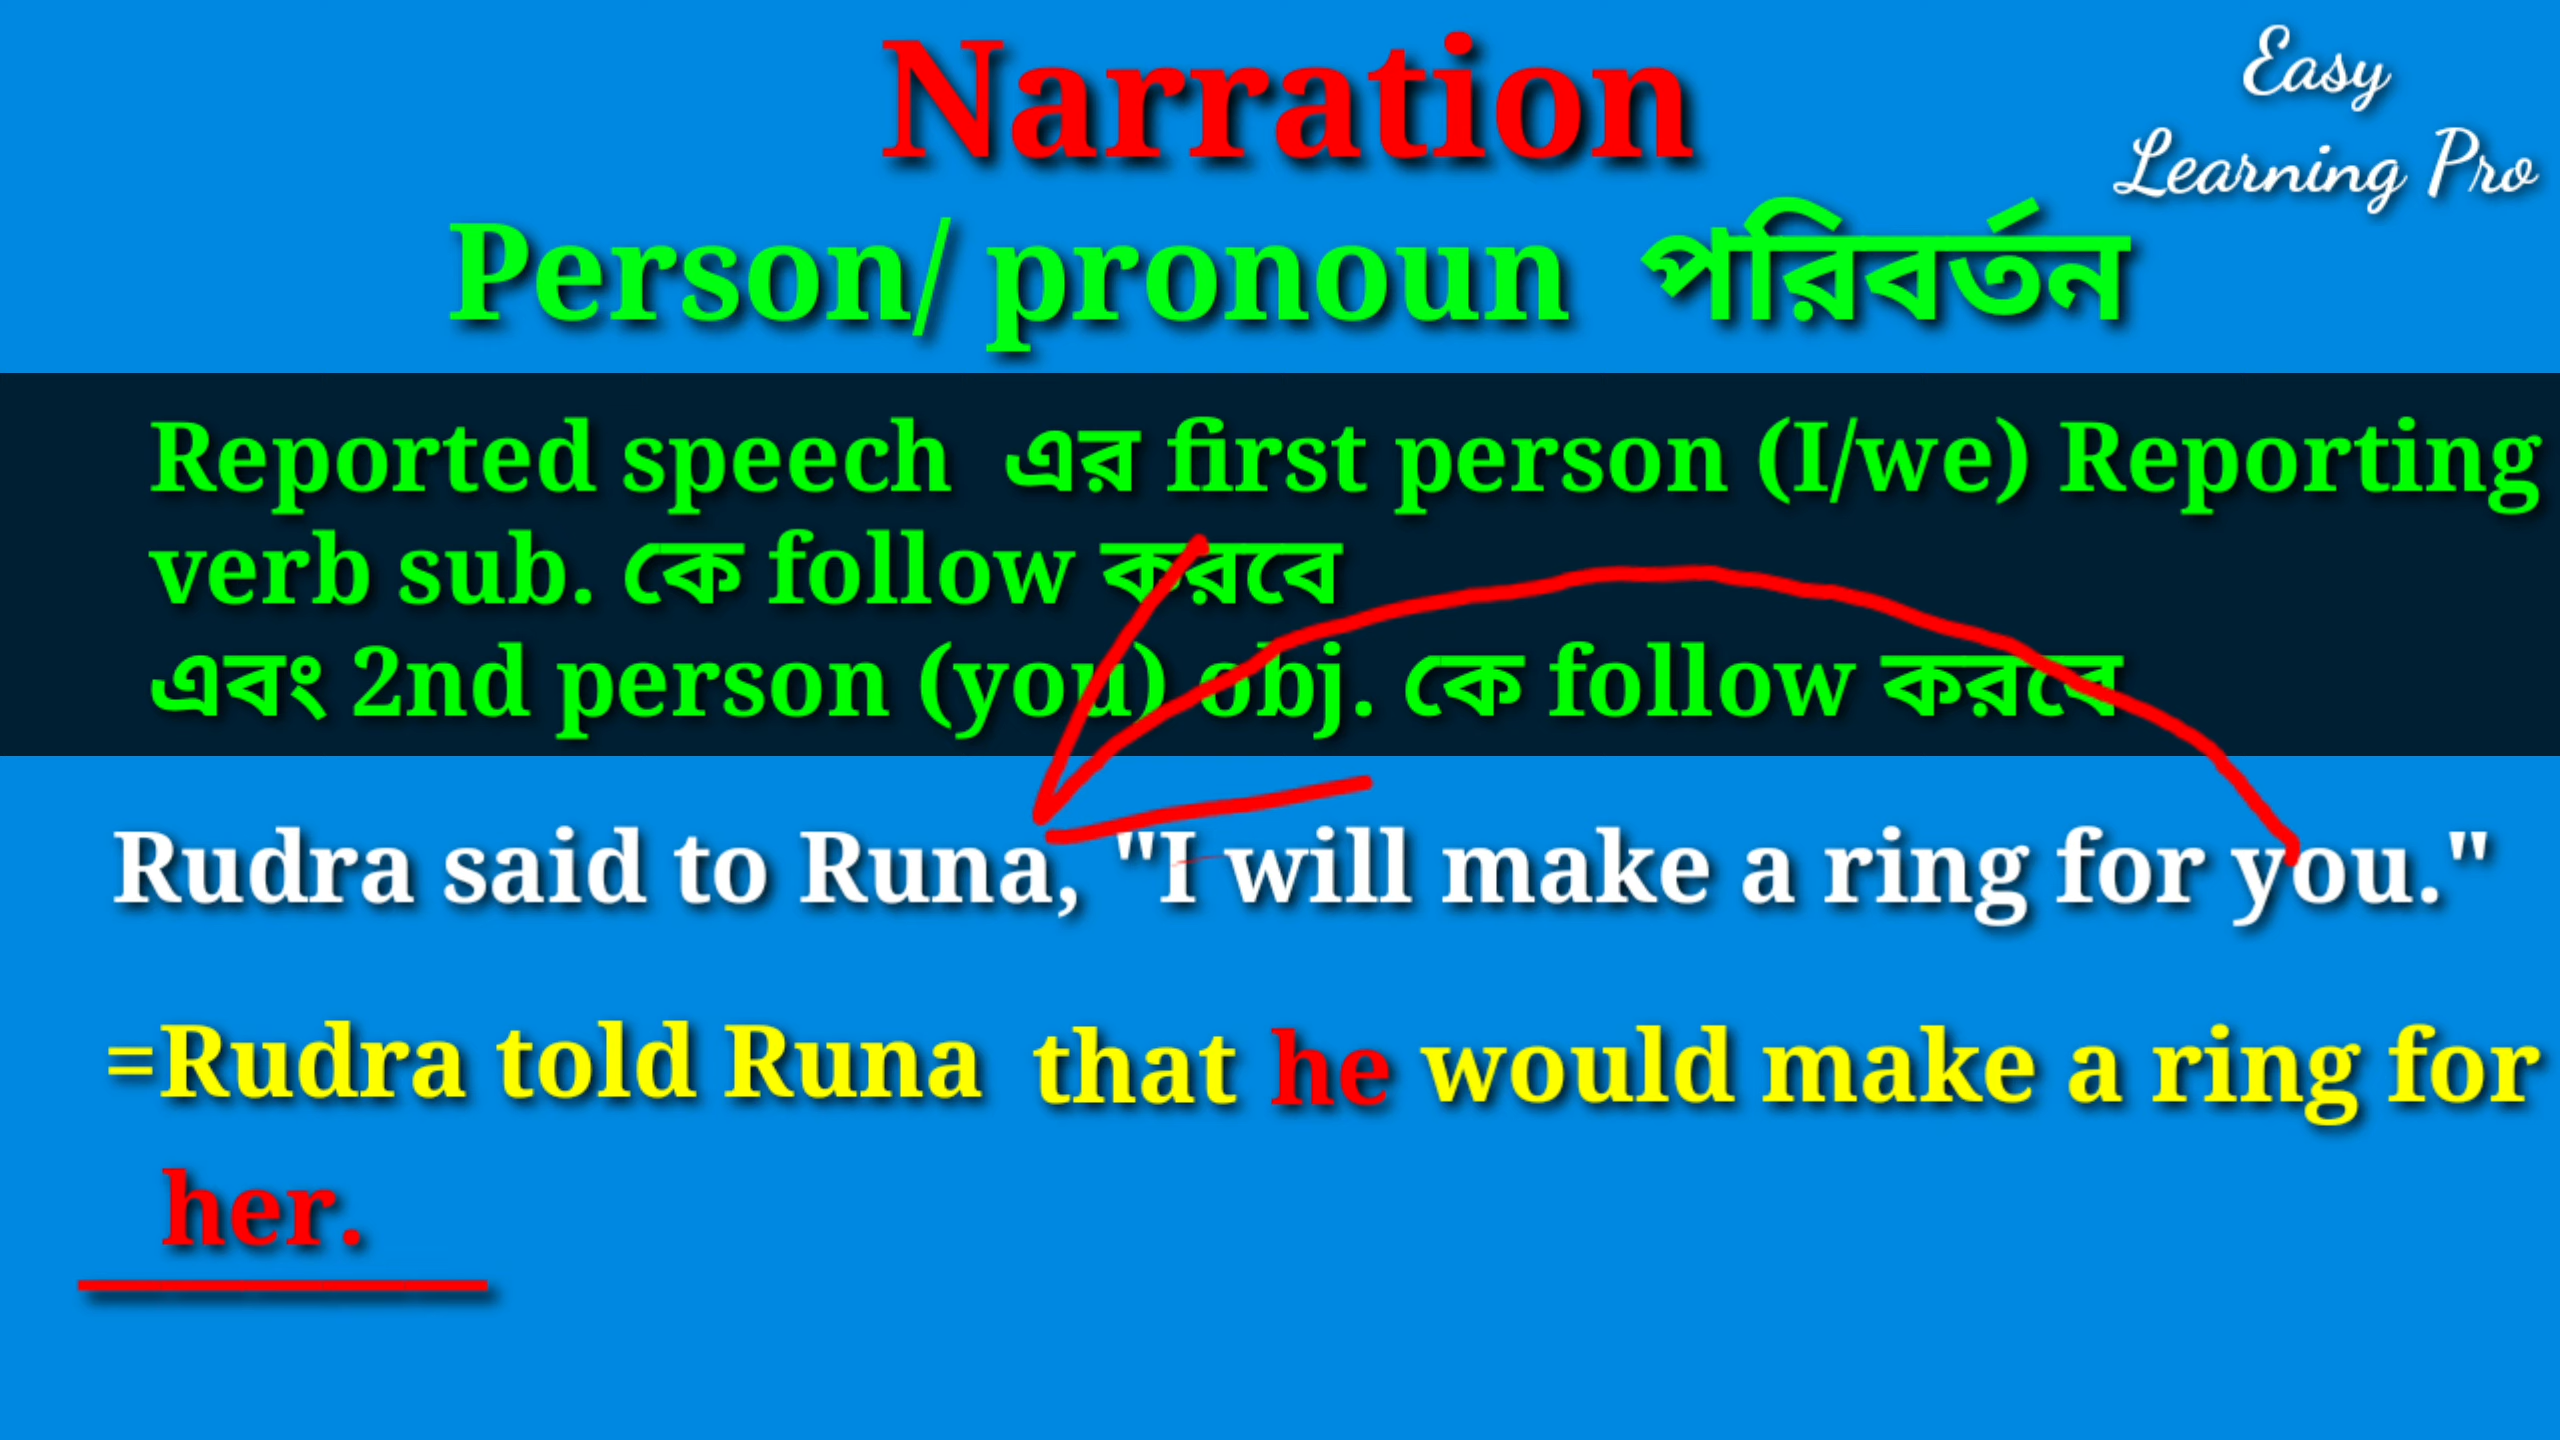 Narration
Easy
Learning Pro
Person/ pronoun পরিবর্তন
Reported speech এর first person (I/we) Reporting
verb sub. কে follow করবে
এবং 2nd person (you) obj. কে follow করবে
Rudra said to Runa, "I will make a ring for you."
=Rudra told Runa that he would make a ring for
her.